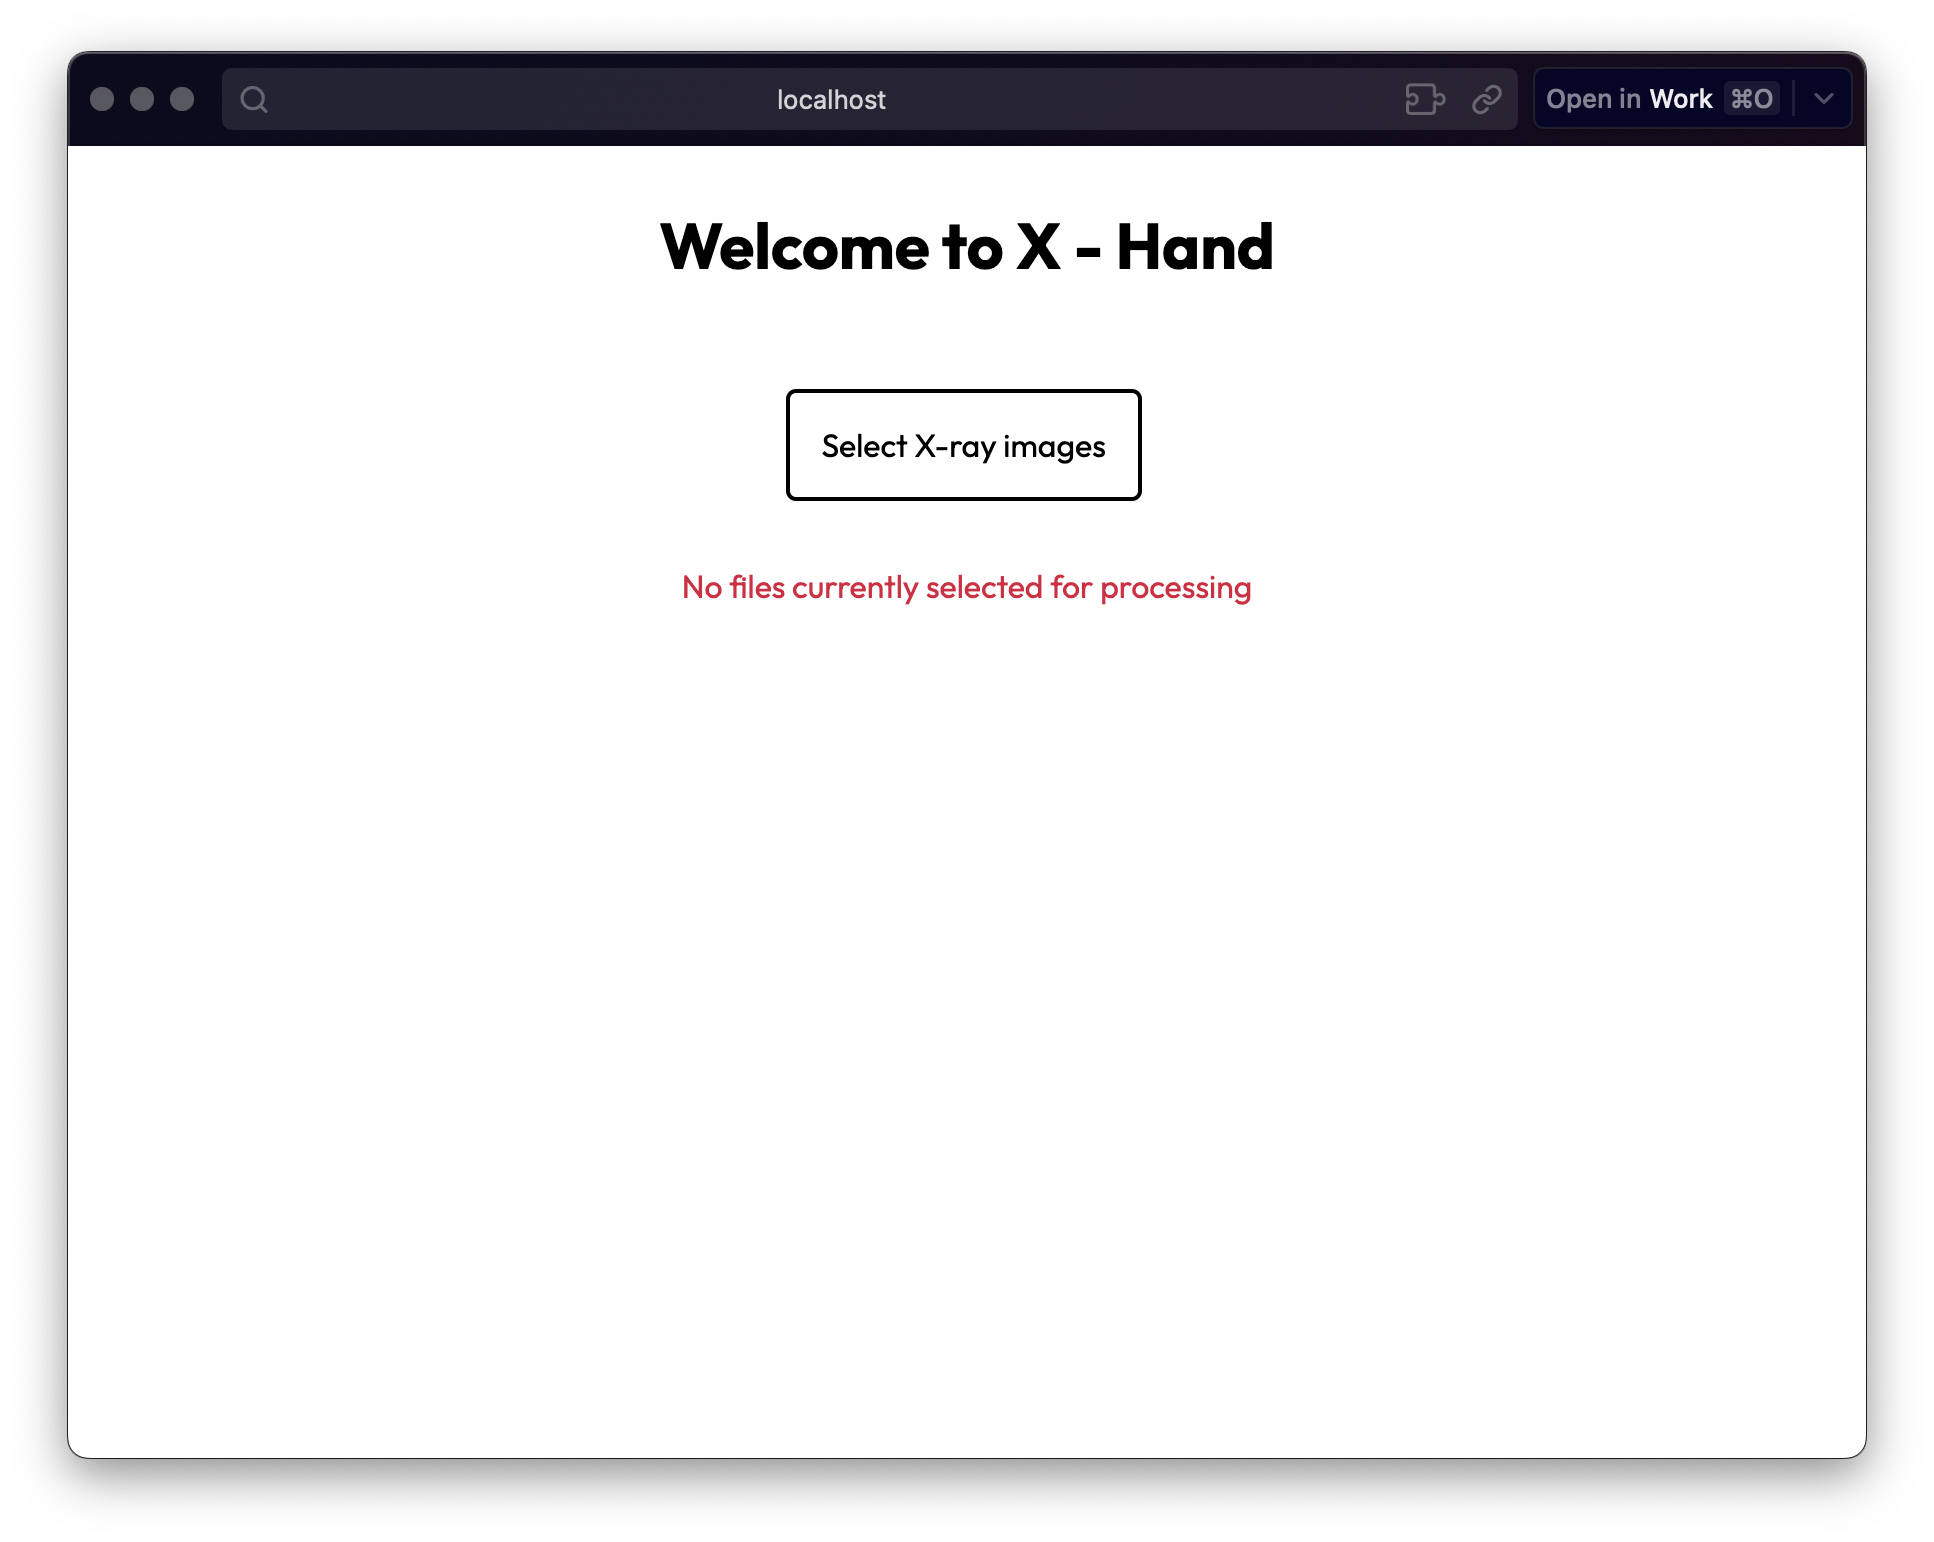 localhost
Open in Work ⌘O
Welcome to X - Hand
Select X-ray images
No files currently selected for processing